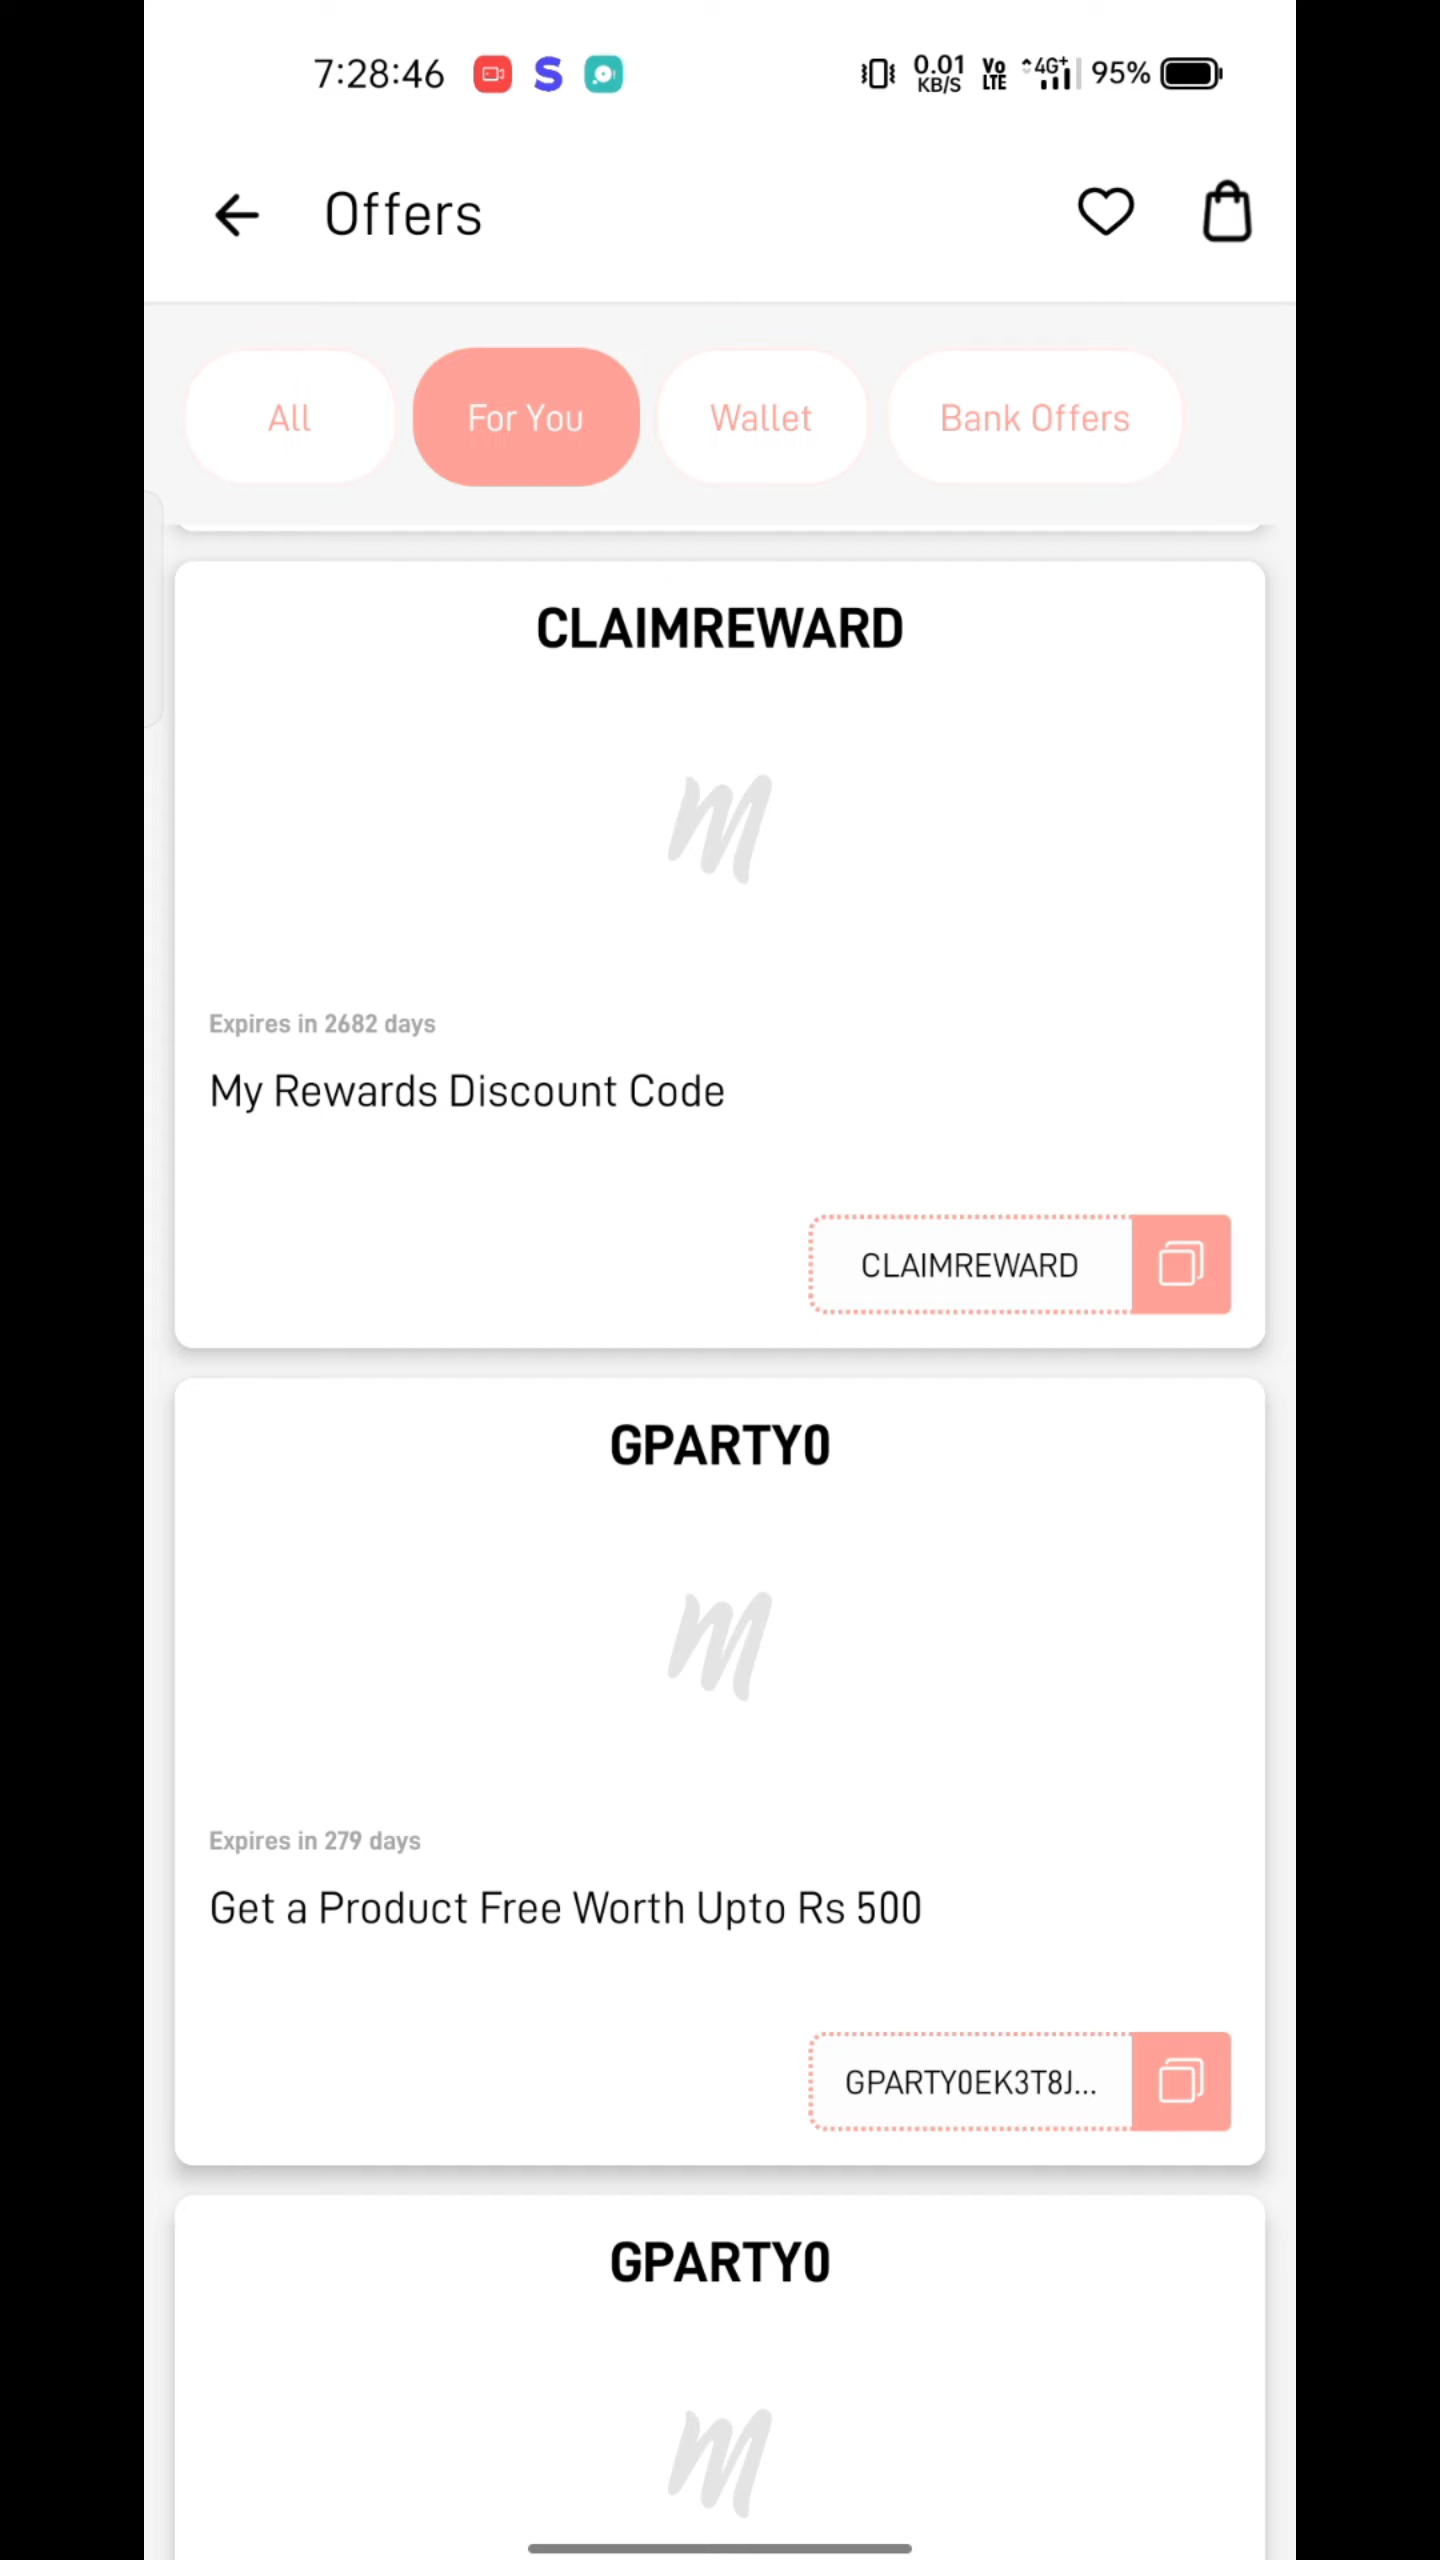 7:28:46 S 0.01 KB/S Vo LTE 4G+ 95%
Offers
All For You Wallet Bank Offers
CLAIMREWARD
m
Expires in 2682 days
My Rewards Discount Code
CLAIMREWARD
GPARTY0
m
Expires in 279 days
Get a Product Free Worth Upto Rs 500
GPARTY0EK3T8J...
GPARTY0
m